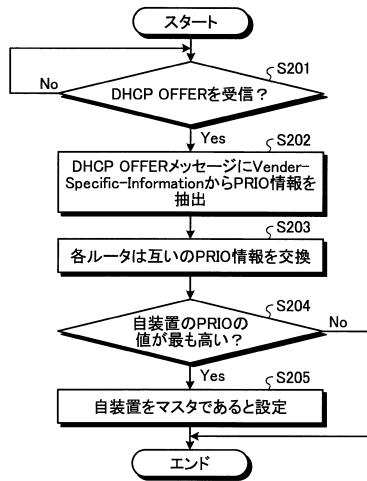 スタート
S201
DHCP OFFERを受信？
No
Yes
S202
DHCP OFFERメッセージにVender-
Specific-InformationからPRIO情報を
抽出
S203
各ルータは互いのPRIO情報を交換
S204
自装置のPRIOの
値が最も高い？
No
Yes
S205
自装置をマスタであると設定
エンド